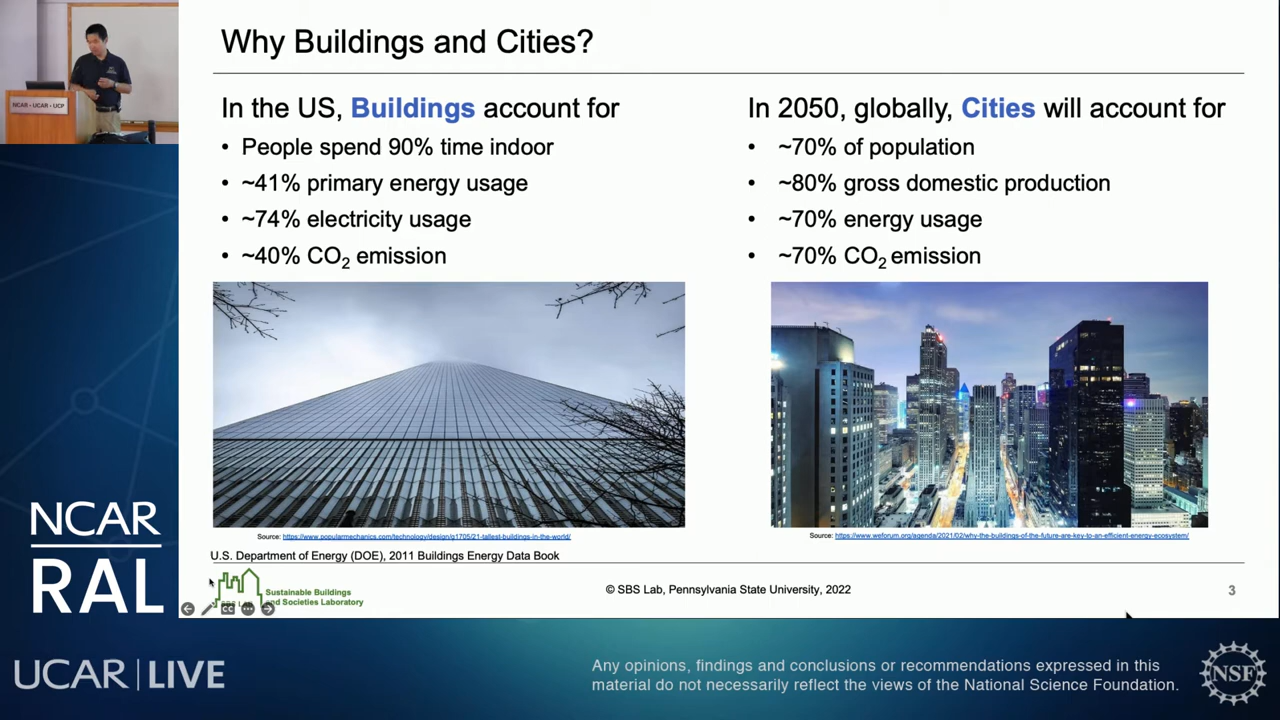 Why Buildings and Cities?
NCAR • UCAR • UCP
In the US, Buildings account for
• People spend 90% time indoor
• ~41% primary energy usage
• ~74% electricity usage
• ~40% CO2 emission
In 2050, globally, Cities will account for
• ~70% of population
• ~80% gross domestic production
• ~70% energy usage
• ~70% CO2 emission
Source: https://www.popularmechanics.com/technology/design/g1705/21-tallest-buildings-in-the-world/
Source: https://www.weforum.org/agenda/2021/02/why-the-buildings-of-the-future-are-key-to-an-efficient-energy-ecosystem/
U.S. Department of Energy (DOE), 2011 Buildings Energy Data Book
Sustainable Buildings
and Societies Laboratory
© SBS Lab, Pennsylvania State University, 2022
3
NCAR
RAL
UCAR | LIVE
Any opinions, findings and conclusions or recommendations expressed in this
material do not necessarily reflect the views of the National Science Foundation.
NSF